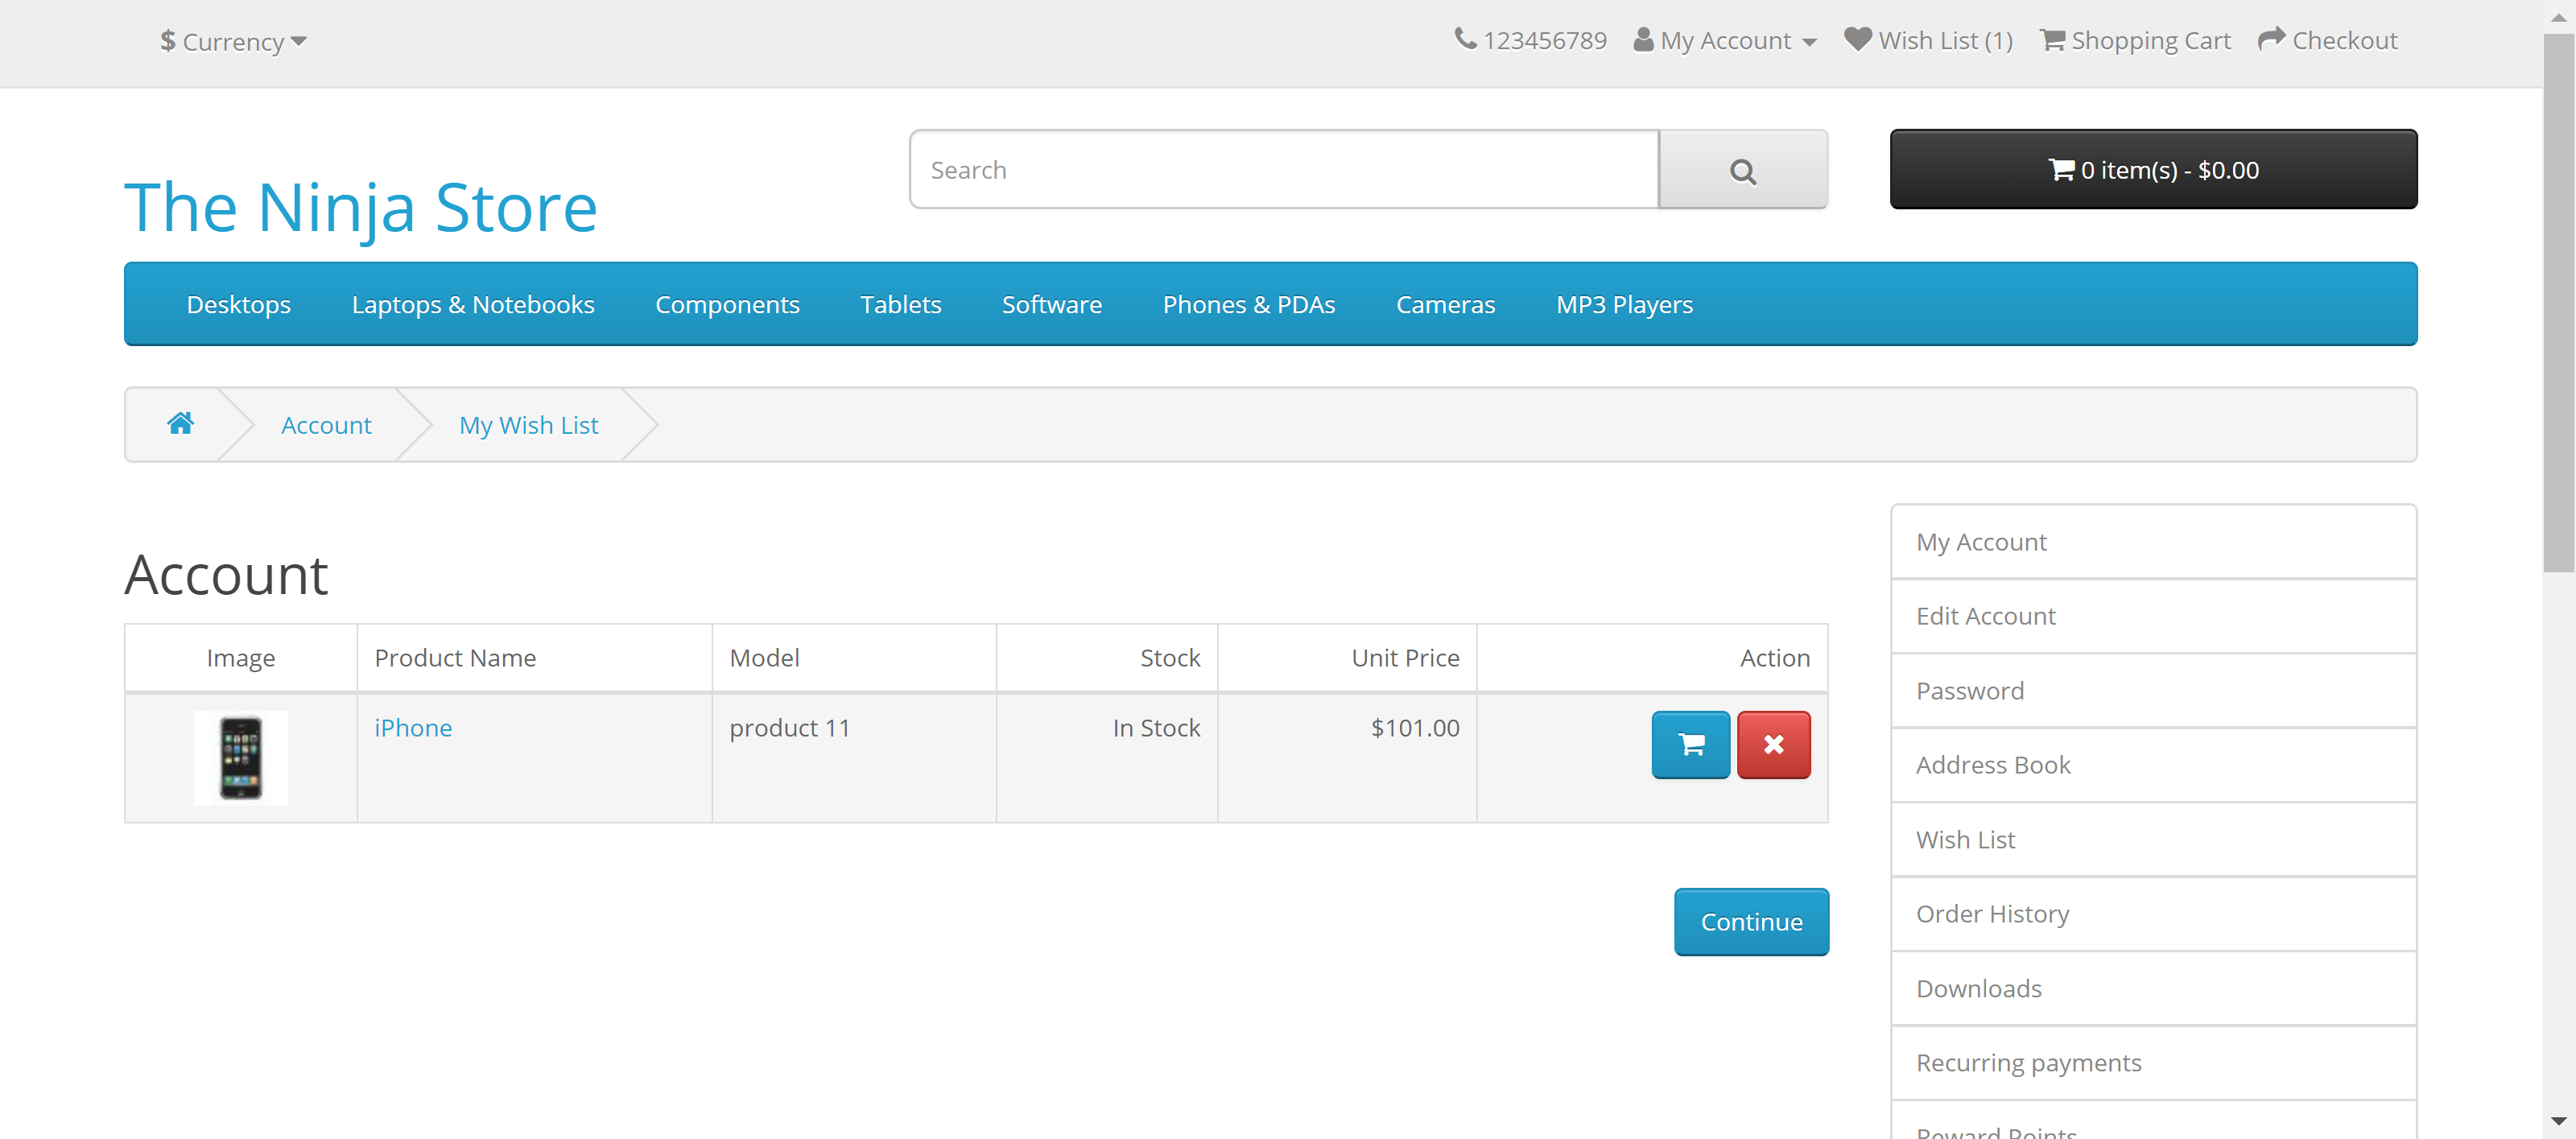 $ Currency
123456789 My Account Wish List (1) Shopping Cart Checkout
The Ninja Store
Search
0 item(s) - $0.00
Desktops Laptops & Notebooks Components Tablets Software Phones & PDAs Cameras MP3 Players
Account My Wish List
Account
Image Product Name Model Stock Unit Price Action
iPhone product 11 In Stock $101.00
Continue
My Account
Edit Account
Password
Address Book
Wish List
Order History
Downloads
Recurring payments
Reward Points